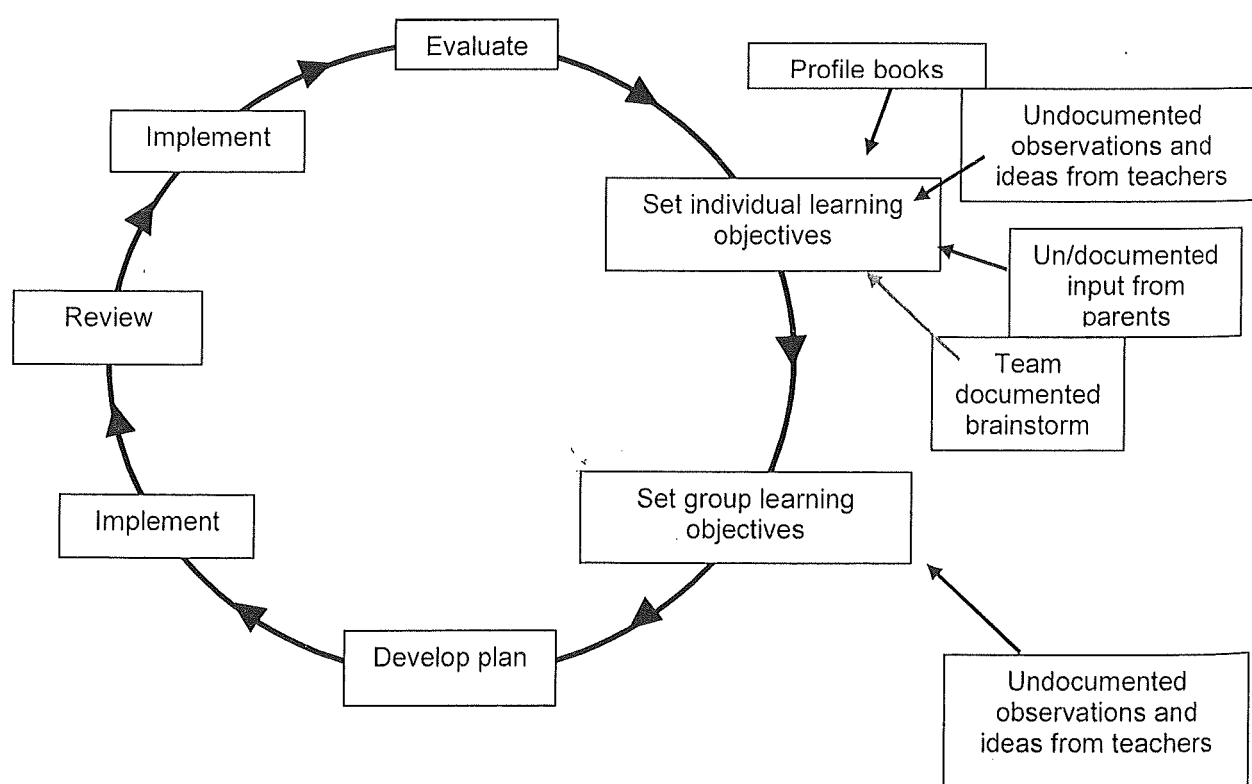 Evaluate
Profile books
Implement
Undocumented
observations and
ideas from teachers
Set individual learning
objectives
Un/documented
input from
parents
Review
Team
documented
brainstorm
Set group learning
objectives
Implement
Develop plan
Undocumented
observations and
ideas from teachers